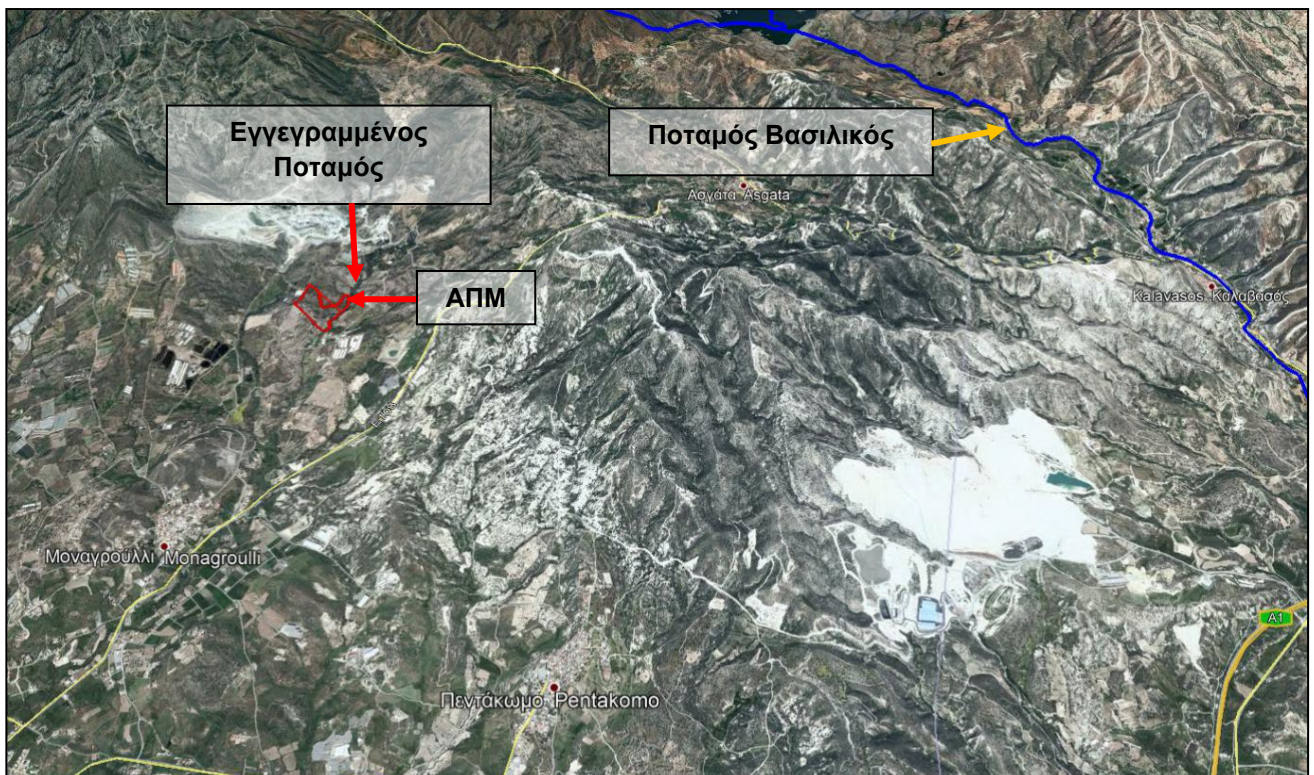 Εγγεγραμμένος
Ποταμός
Ποταμός Βασιλικός
Ασγάτα Asgata
ΑΠΜ
Kalavasos Καλαβασός
Μοναγρούλλι Monagroulli
A1
Πεντάκωμο Pentakomo